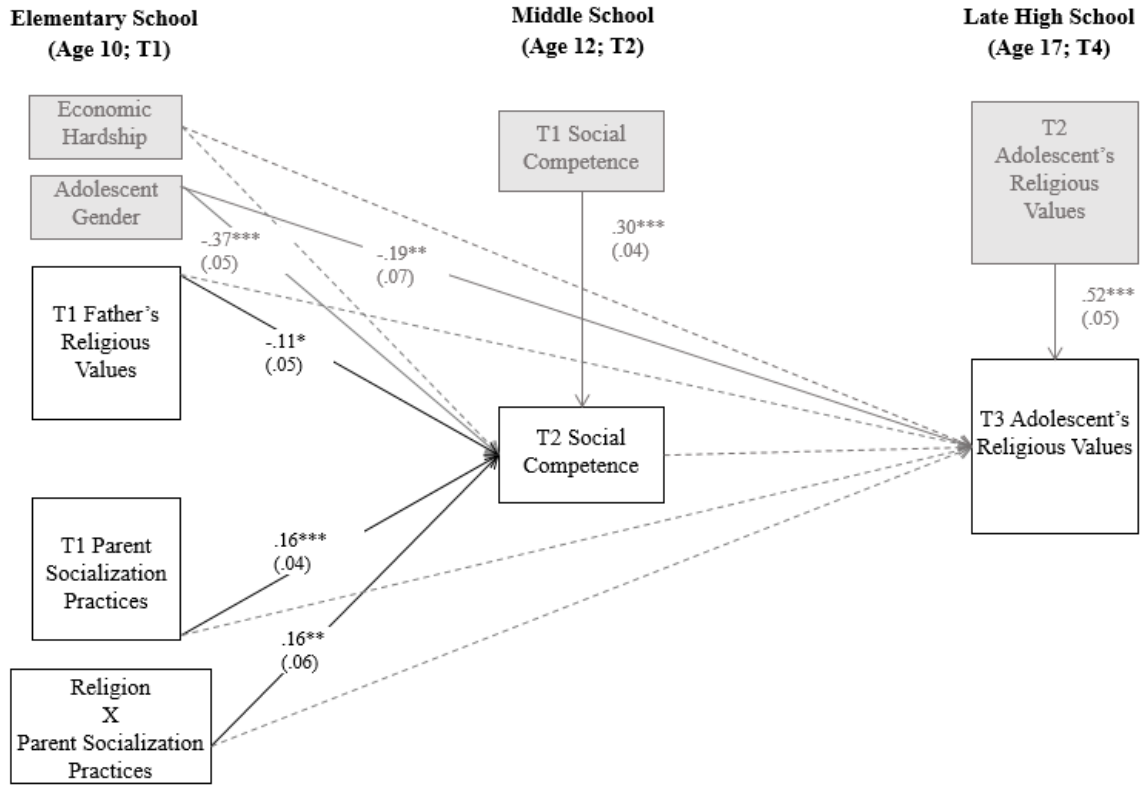 Elementary School
(Age 10; T1)
Middle School
(Age 12; T2)
Late High School
(Age 17; T4)
Economic
Hardship
Adolescent
Gender
T1 Father’s
Religious
Values
T1 Parent
Socialization
Practices
Religion
X
Parent Socialization
Practices
-.37***
(.05)
-.19**
(.07)
-.11*
(.05)
.16***
(.04)
.16**
(.06)
T1 Social
Competence
.30***
(.04)
T2 Social
Competence
T2
Adolescent’s
Religious
Values
.52***
(.05)
T3 Adolescent’s
Religious Values